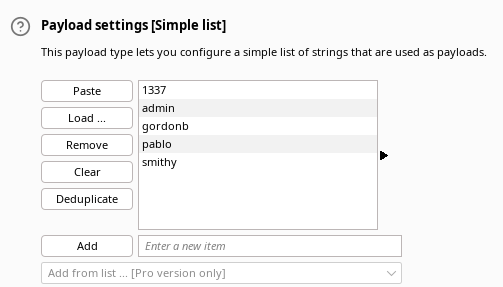 Payload settings [Simple list]
This payload type lets you configure a simple list of strings that are used as payloads.
Paste
Load ...
Remove
Clear
Deduplicate
1337
admin
gordonb
pablo
smithy
Add
Enter a new item
Add from list ... [Pro version only]